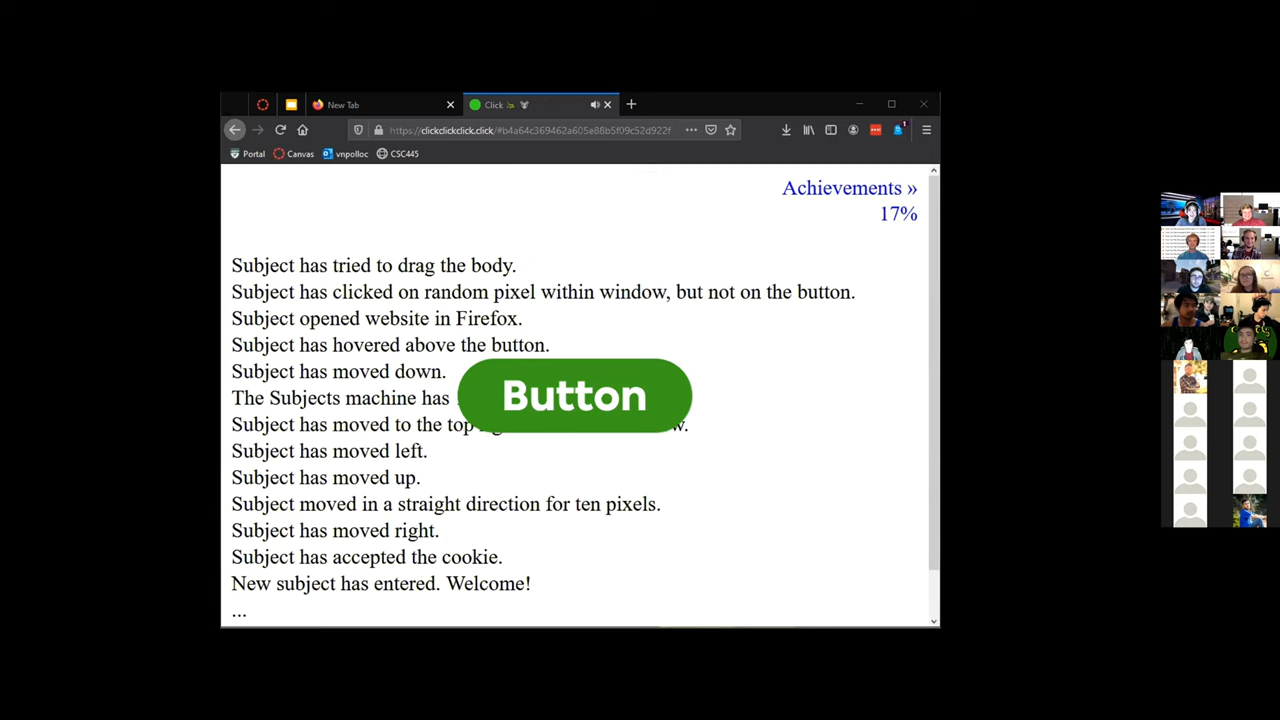 New Tab
Click
https://clickclickclick.click/#b4a64c369462a605e88b5f09c52d922f
Portal
Canvas
vnpolloc
CSC445
Achievements »
17%
Subject has tried to drag the body.
Subject has clicked on random pixel within window, but not on the button.
Subject opened website in Firefox.
Subject has hovered above the button.
Subject has moved down.
The Subjects machine has
Button
Subject has moved to the top
Subject has moved left.
Subject has moved up.
Subject moved in a straight direction for ten pixels.
Subject has moved right.
Subject has accepted the cookie.
New subject has entered. Welcome!
...